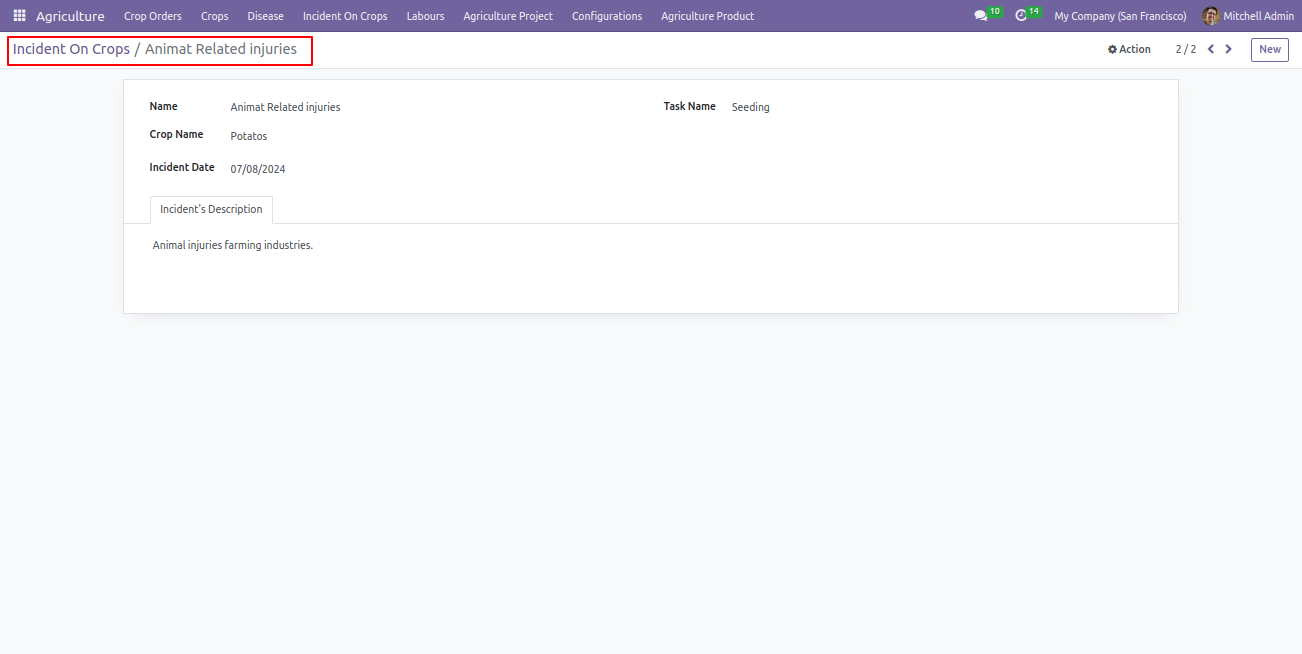 Agriculture Crop Orders Crops Disease Incident On Crops Labours Agriculture Project Configurations Agriculture Product 10 14 My Company (San Francisco) Mitchell Admin
Incident On Crops / Animat Related injuries Action 2 / 2 New
Name Animat Related injuries Task Name Seeding
Crop Name Potatos
Incident Date 07/08/2024
Incident's Description
Animal injuries farming industries.